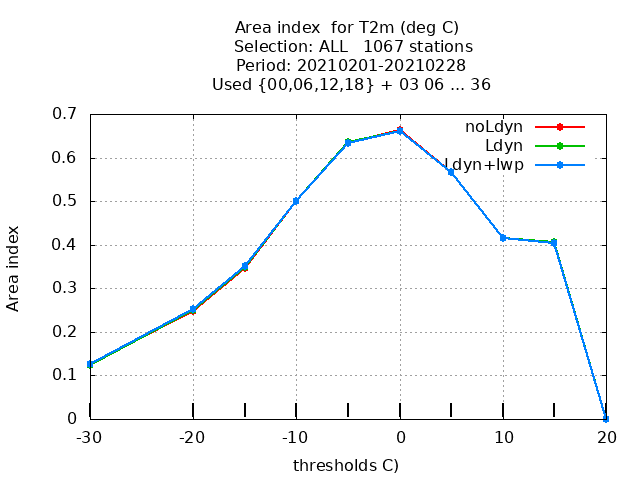 Area index  for T2m (deg C)
Selection: ALL   1067 stations
Period: 20210201-20210228
Used {00,06,12,18} + 03 06 ... 36
0.7
0.6
0.5
0.4
0.3
0.2
0.1
0
Area index
noLdyn
Ldyn
Ldyn+lwp
-30
-20
-10
0
10
20
thresholds C)